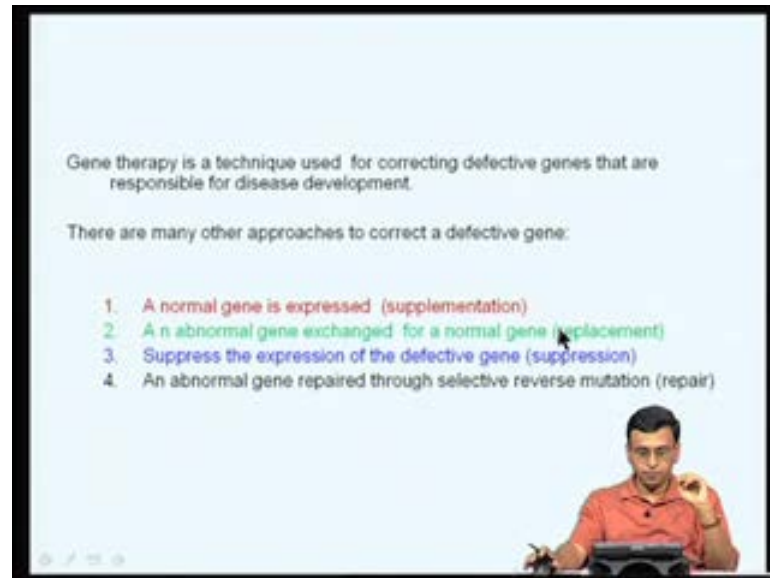 Gene therapy is a technique used for correcting defective genes that are
responsible for disease development.
There are many other approaches to correct a defective gene:
1. A normal gene is expressed (supplementation)
2. A n abnormal gene exchanged for a normal gene (replacement)
3. Suppress the expression of the defective gene (suppression)
4. An abnormal gene repaired through selective reverse mutation (repair)